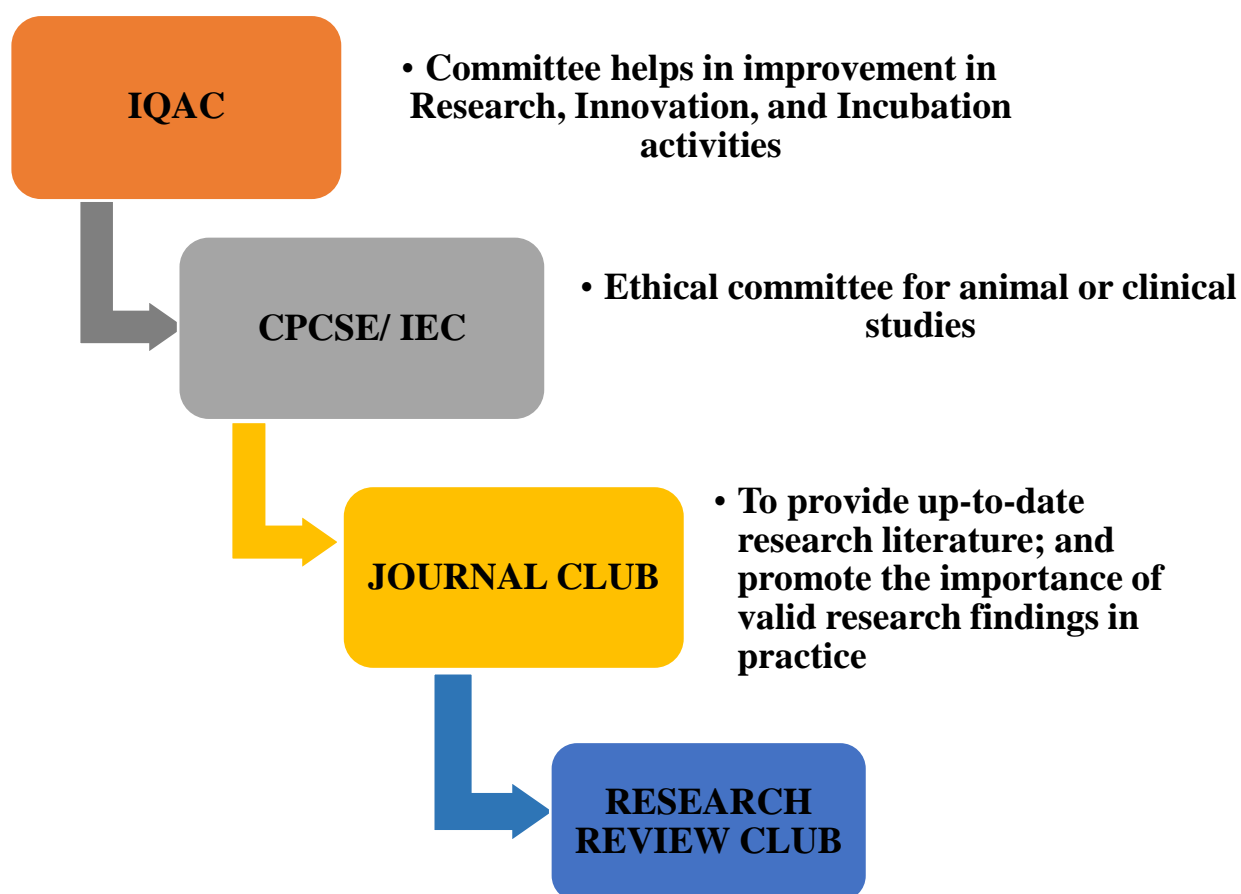 IQAC
• Committee helps in improvement in
Research, Innovation, and Incubation
activities
CPCSE/ IEC
• Ethical committee for animal or clinical
studies
JOURNAL CLUB
• To provide up-to-date
research literature; and
promote the importance of
valid research findings in
practice
RESEARCH
REVIEW CLUB